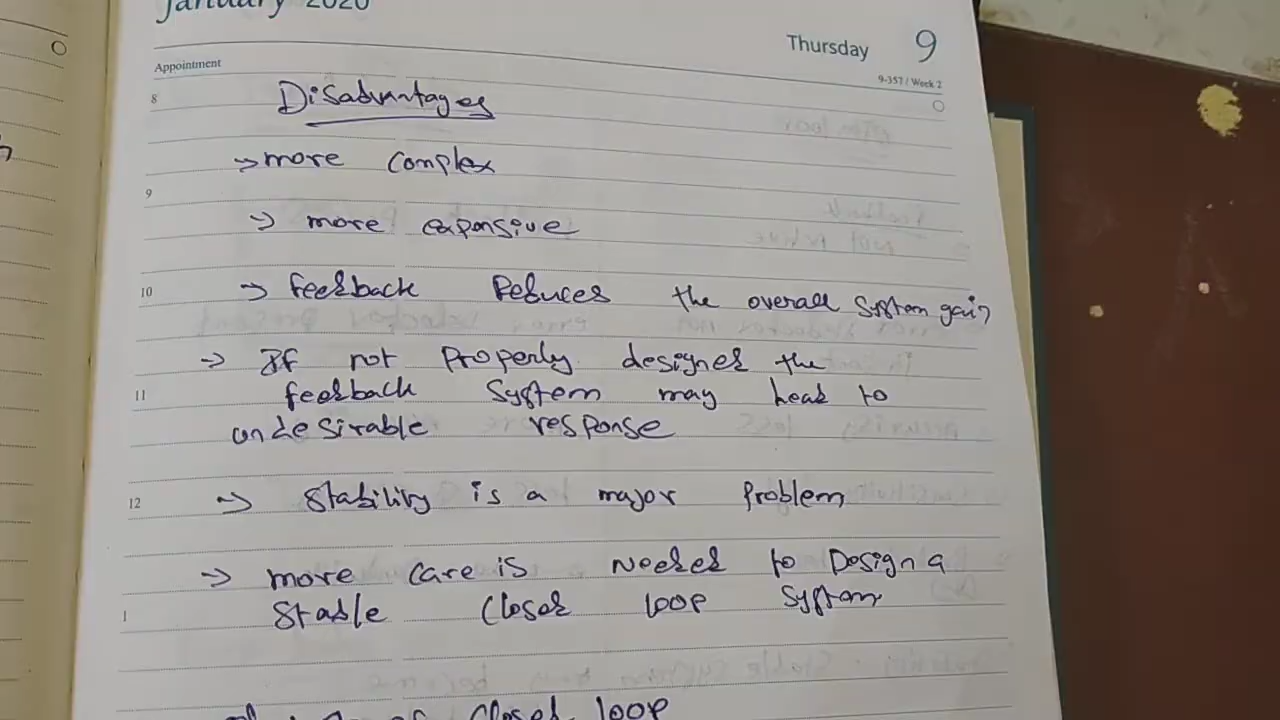 January 2020
Thursday 9
9-357 / Week 2
Appointment
8
Disadvantages
→ more complex
9
→ more expensive
10
→ feedback Reduces the overall system gain
→ If not properly designed the
11
feedback system may lead to
undesirable response
12
→ Stability is a major problem
→ more care is Needed to Design a
1
Stable closed loop system
closed loop